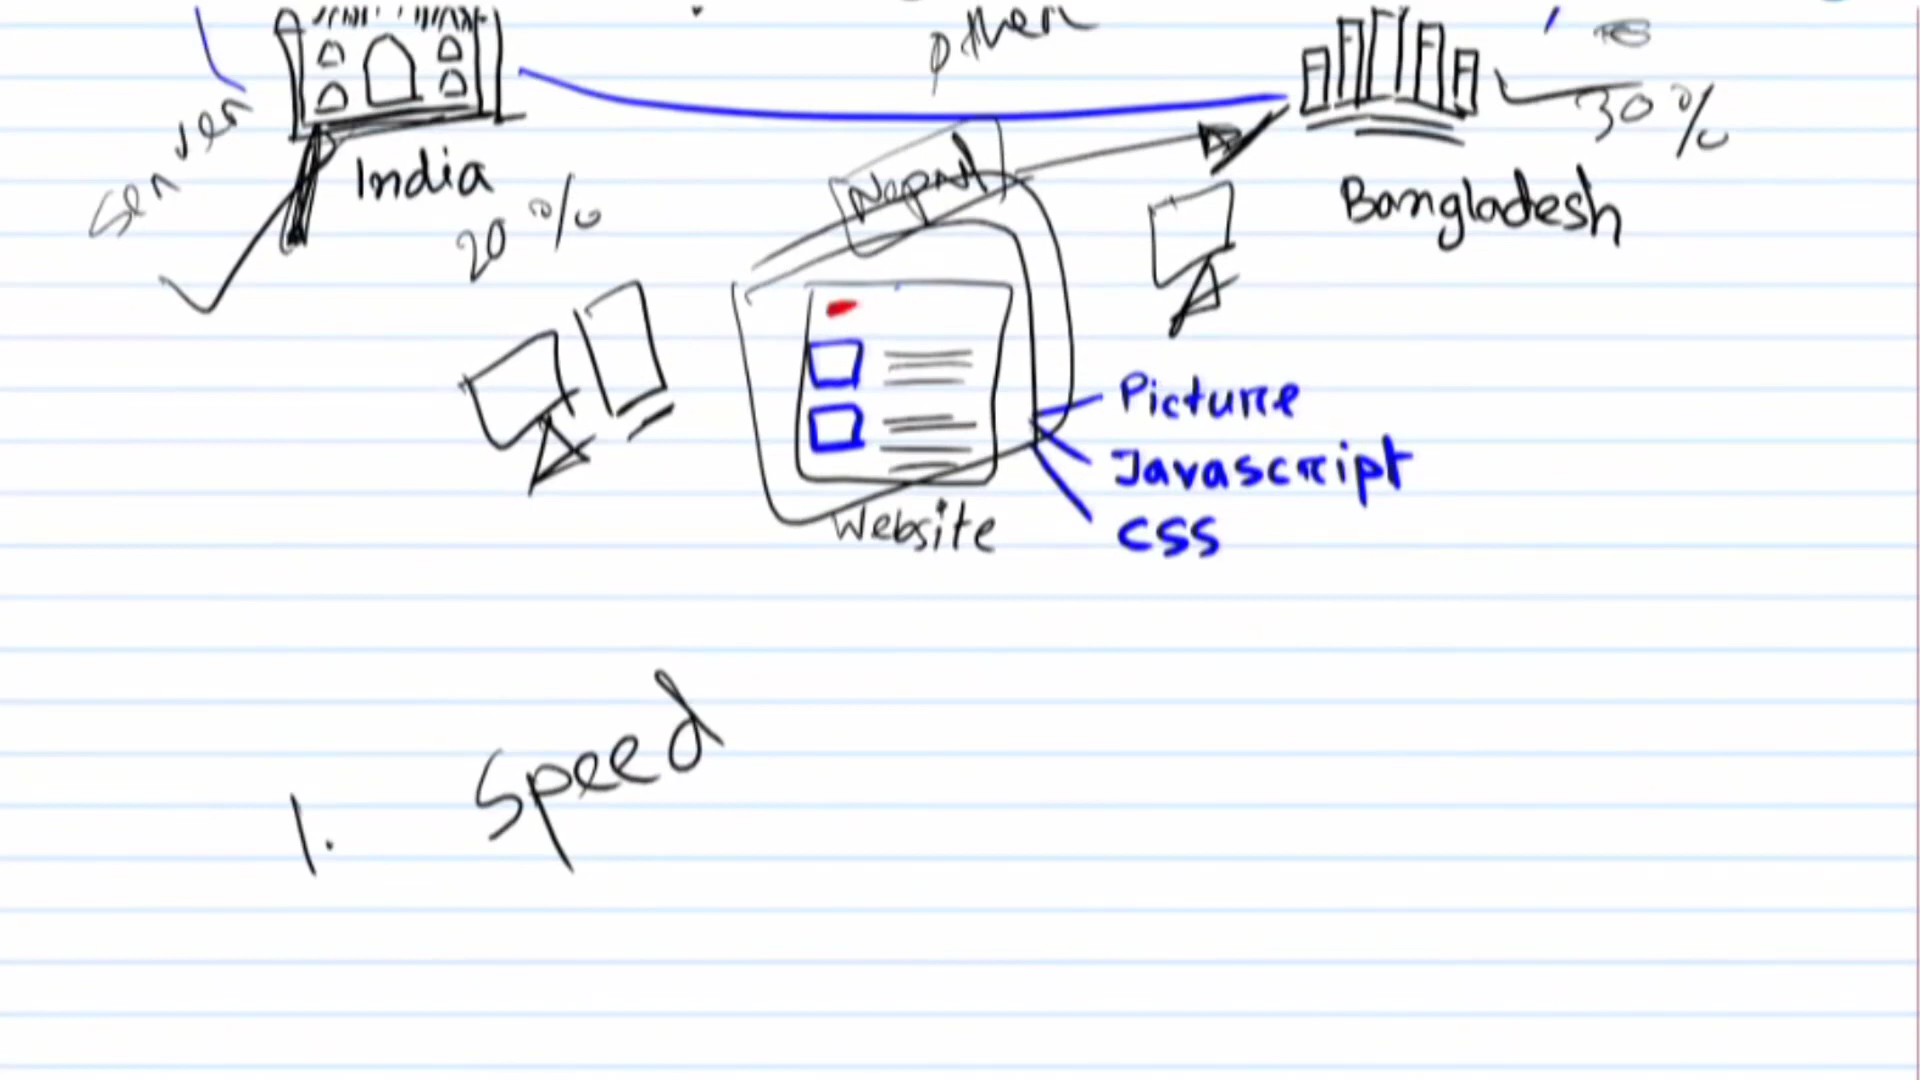 other
30%
server
India
Nepal
Bangladesh
20%
Picture
Javascript
CSS
Website
1. Speed